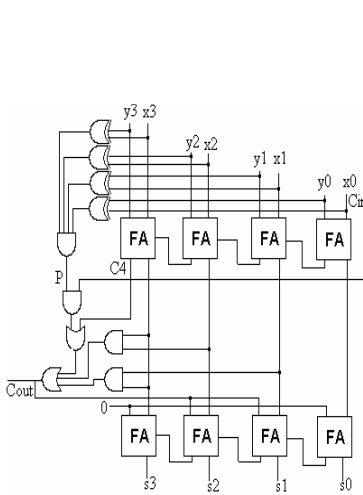 y3 x3
y2 x2
y1 x1
y0 x0
Cin
FA FA FA FA
C4
P
Cout
0
FA FA FA FA
s3 s2 s1 s0